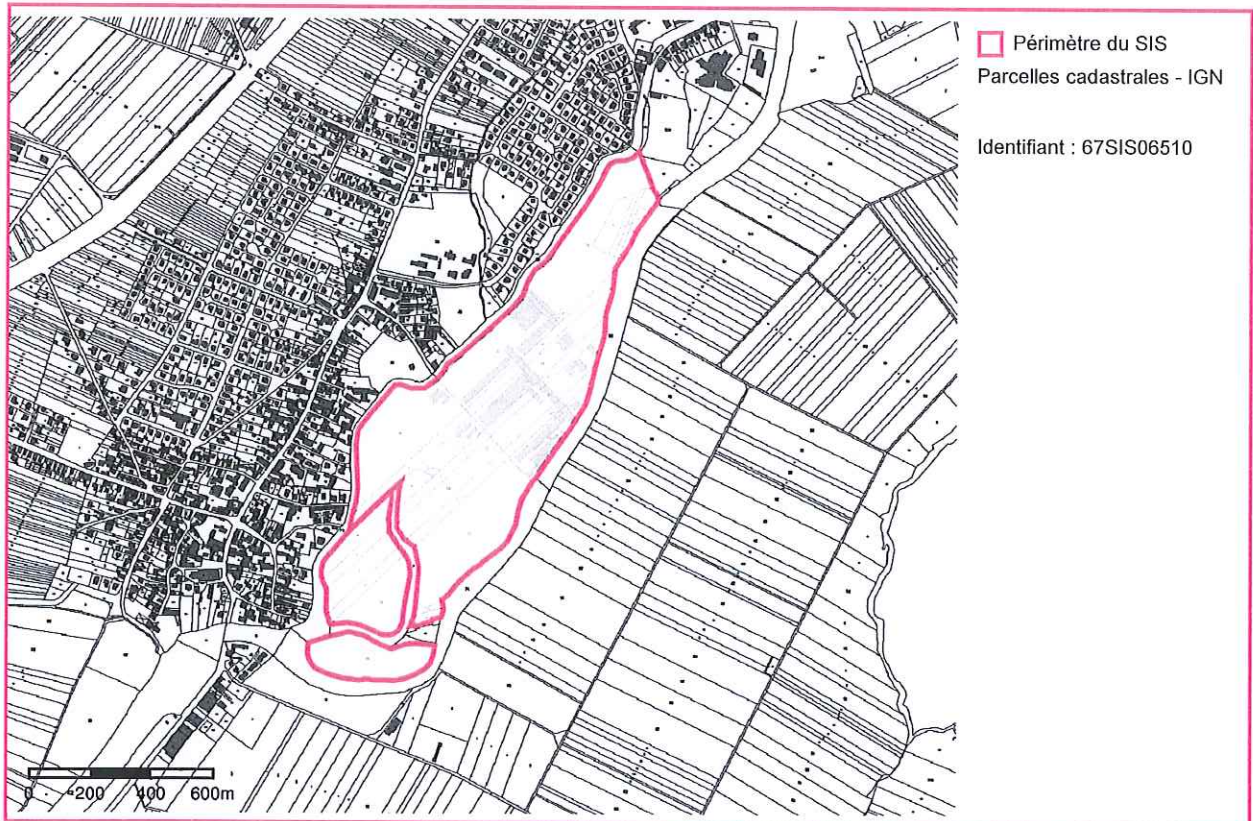 Périmètre du SIS
Parcelles cadastrales - IGN
Identifiant : 67SIS06510
0 200 400 600m